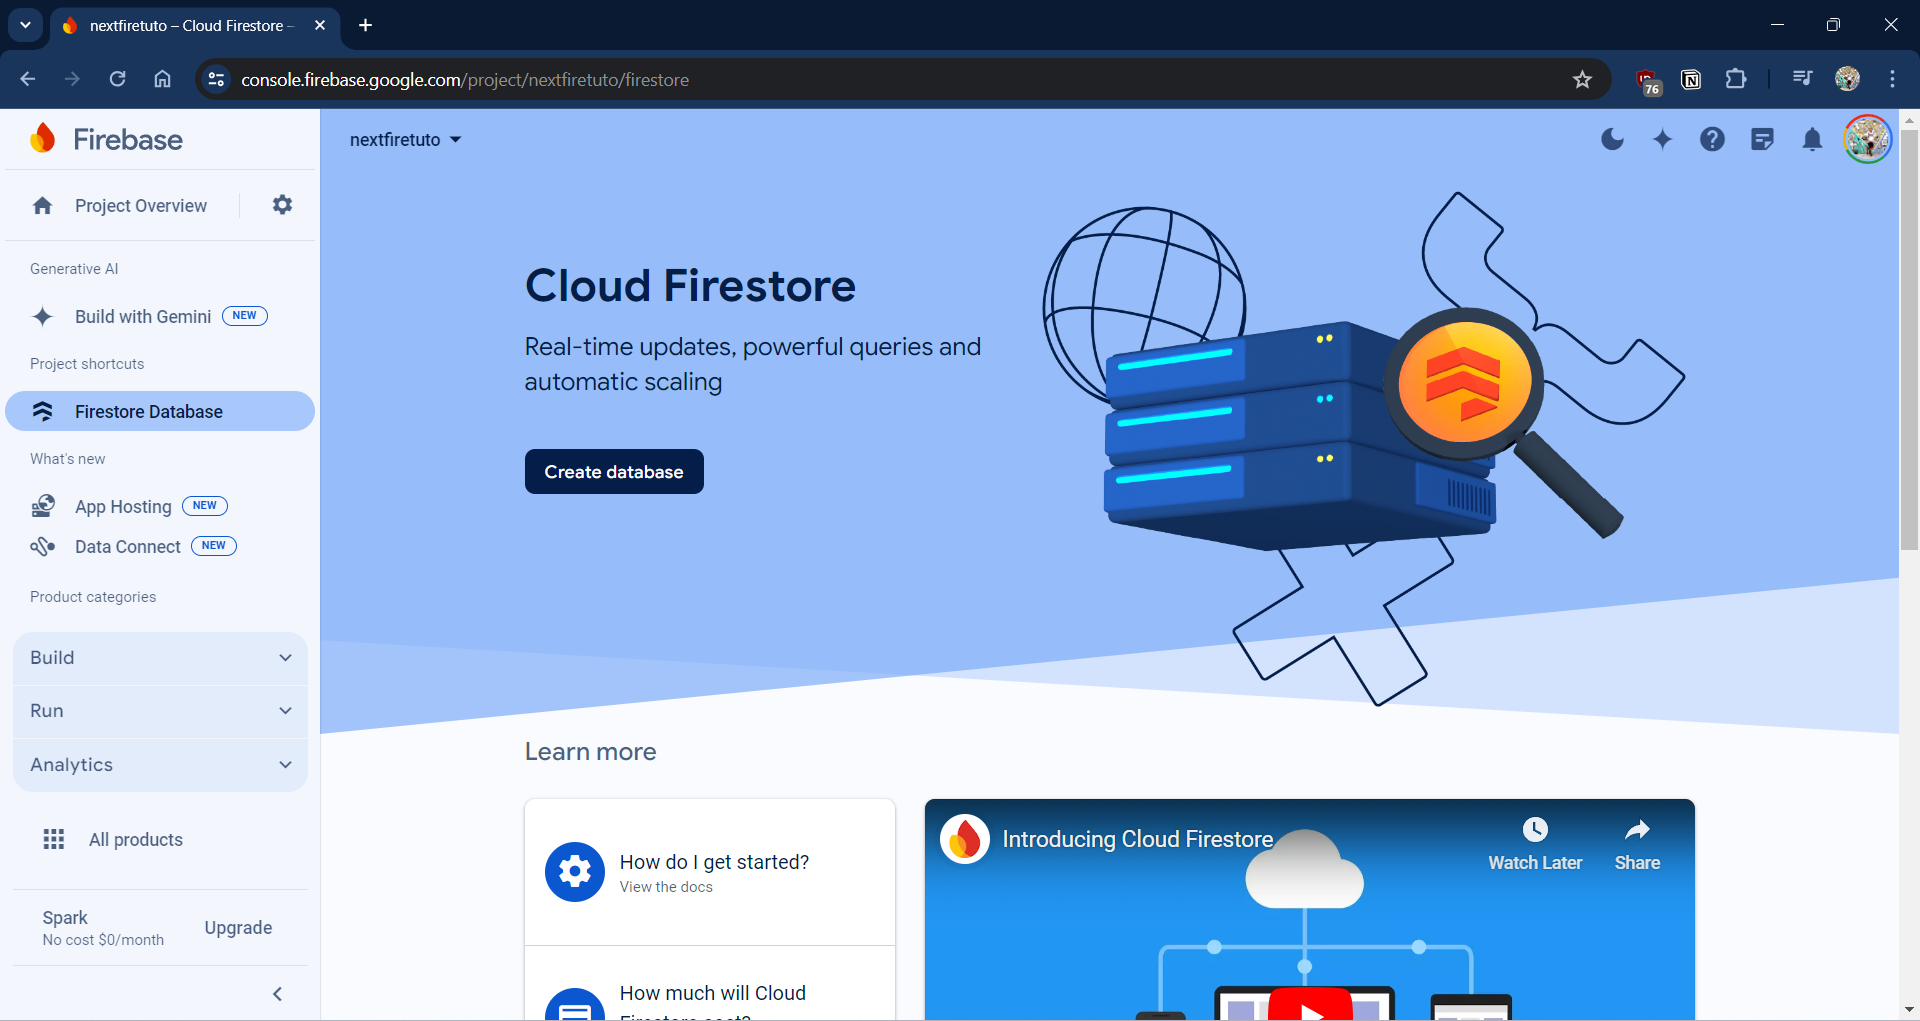 nextfiretuto – Cloud Firestore –
console.firebase.google.com/project/nextfiretuto/firestore
76
Firebase
nextfiretuto
Project Overview
Generative AI
Build with Gemini NEW
Project shortcuts
Firestore Database
What's new
App Hosting NEW
Data Connect NEW
Product categories
Build
Run
Analytics
All products
Spark
No cost $0/month
Upgrade
Cloud Firestore
Real-time updates, powerful queries and
automatic scaling
Create database
Learn more
How do I get started?
View the docs
How much will Cloud
Firestore cost?
Introducing Cloud Firestore
Watch Later
Share